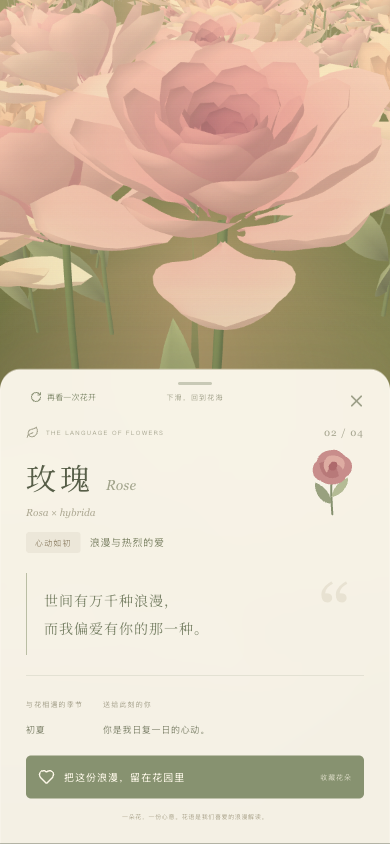 再看一次花开
下滑，回到花海
THE LANGUAGE OF FLOWERS
02 / 04
玫瑰 Rose
Rosa × hybrida
心动如初 浪漫与热烈的爱
世间有万千种浪漫，
而我偏爱有你的那一种。
“
与花相遇的季节 送给此刻的你
初夏 你是我日复一日的心动。
把这份浪漫，留在花园里 收藏花朵
一朵花，一份心意。花语是我们喜爱的浪漫解读。